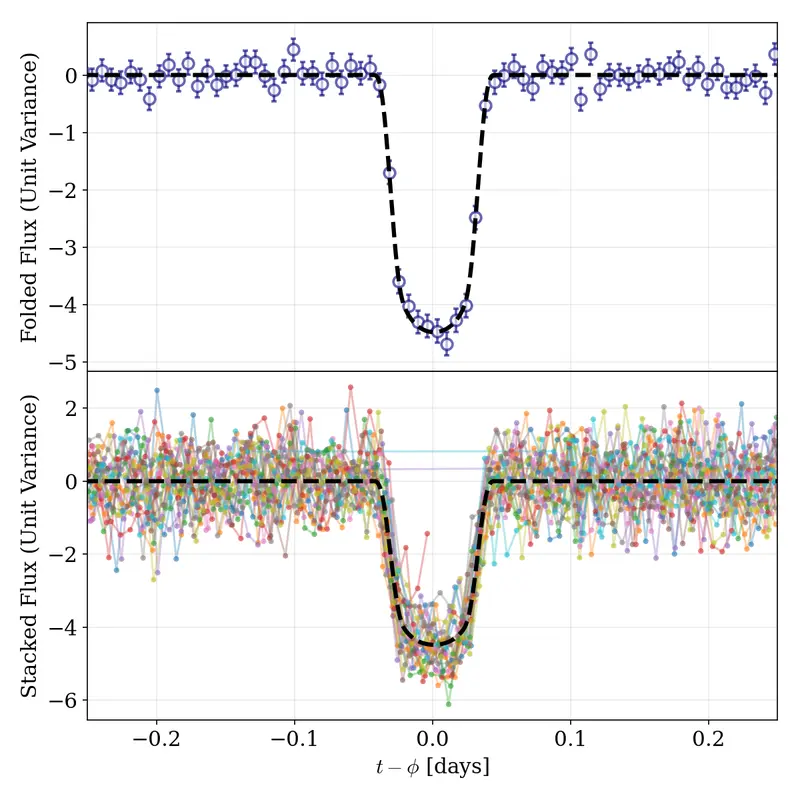 Folded Flux (Unit Variance)
0
−1
−2
−3
−4
−5
Stacked Flux (Unit Variance)
2
0
−2
−4
−6
−0.2 −0.1 0.0 0.1 0.2
t − ϕ [days]